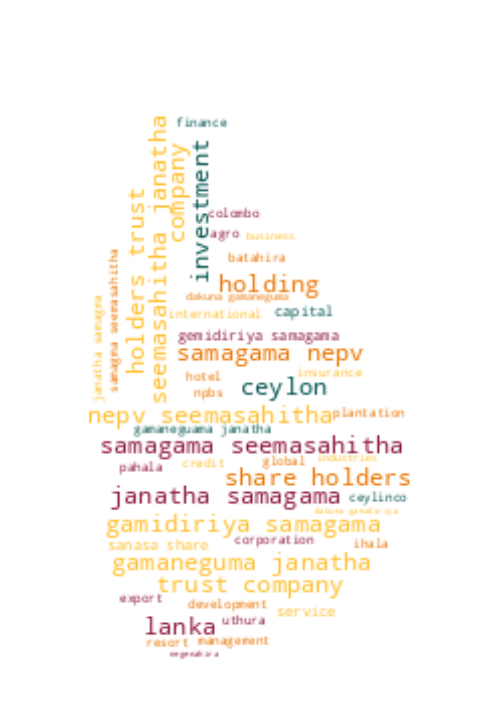 finance
seemasahitha janatha
company
investment
holders trust
colombo
agro
business
batahira
samagma seemasahitha
janatha samagma
holding
dakuna gamaneguma
international
capital
gemidiriya samagama
samagama nepv
insurance
hotel
npbs
ceylon
nepv seemasahitha
plantation
gamaneguama janatha
samagama seemasahitha
pahala
credit
global
industries
share holders
janatha samagama
ceylinco
dakuna gamidiriya
gamidiriya samagama
corporation
sanasa share
ihala
gamaneguma janatha
trust company
export
development
service
lanka
uthura
resort
management
negenahira